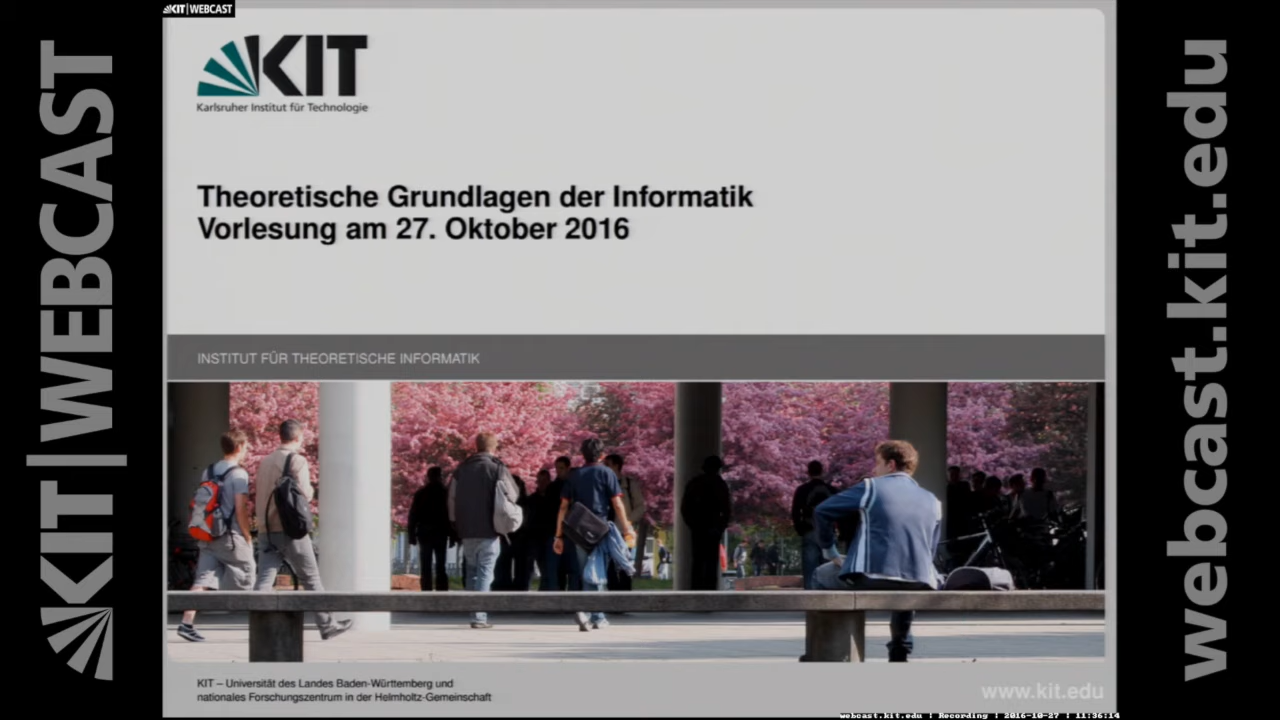 KIT | WEBCAST
KIT
Karlsruher Institut für Technologie
Theoretische Grundlagen der Informatik
Vorlesung am 27. Oktober 2016
INSTITUT FÜR THEORETISCHE INFORMATIK
KIT – Universität des Landes Baden-Württemberg und
nationales Forschungszentrum in der Helmholtz-Gemeinschaft
www.kit.edu
webcast.kit.edu | Recording | 2016-10-27 | 11:36:14
KIT | WEBCAST
webcast.kit.edu